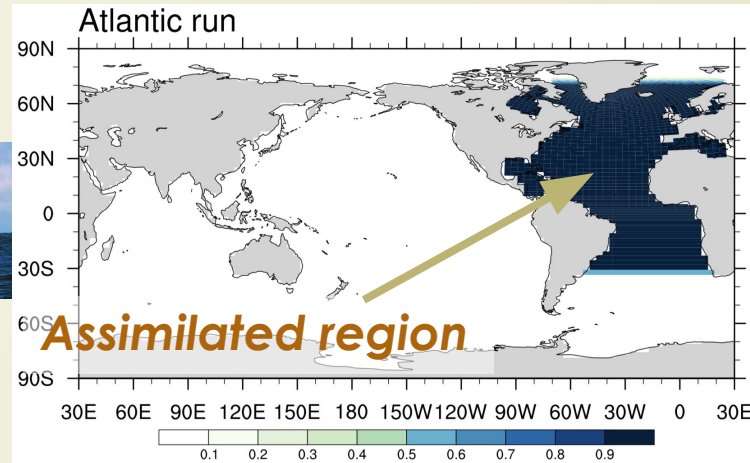 Atlantic run
90N
60N
30N
0
30S
60S
Assimilated region
90S
30E 60E 90E 120E 150E 180 150W 120W 90W 60W 30W 0 30E
0.1 0.2 0.3 0.4 0.5 0.6 0.7 0.8 0.9